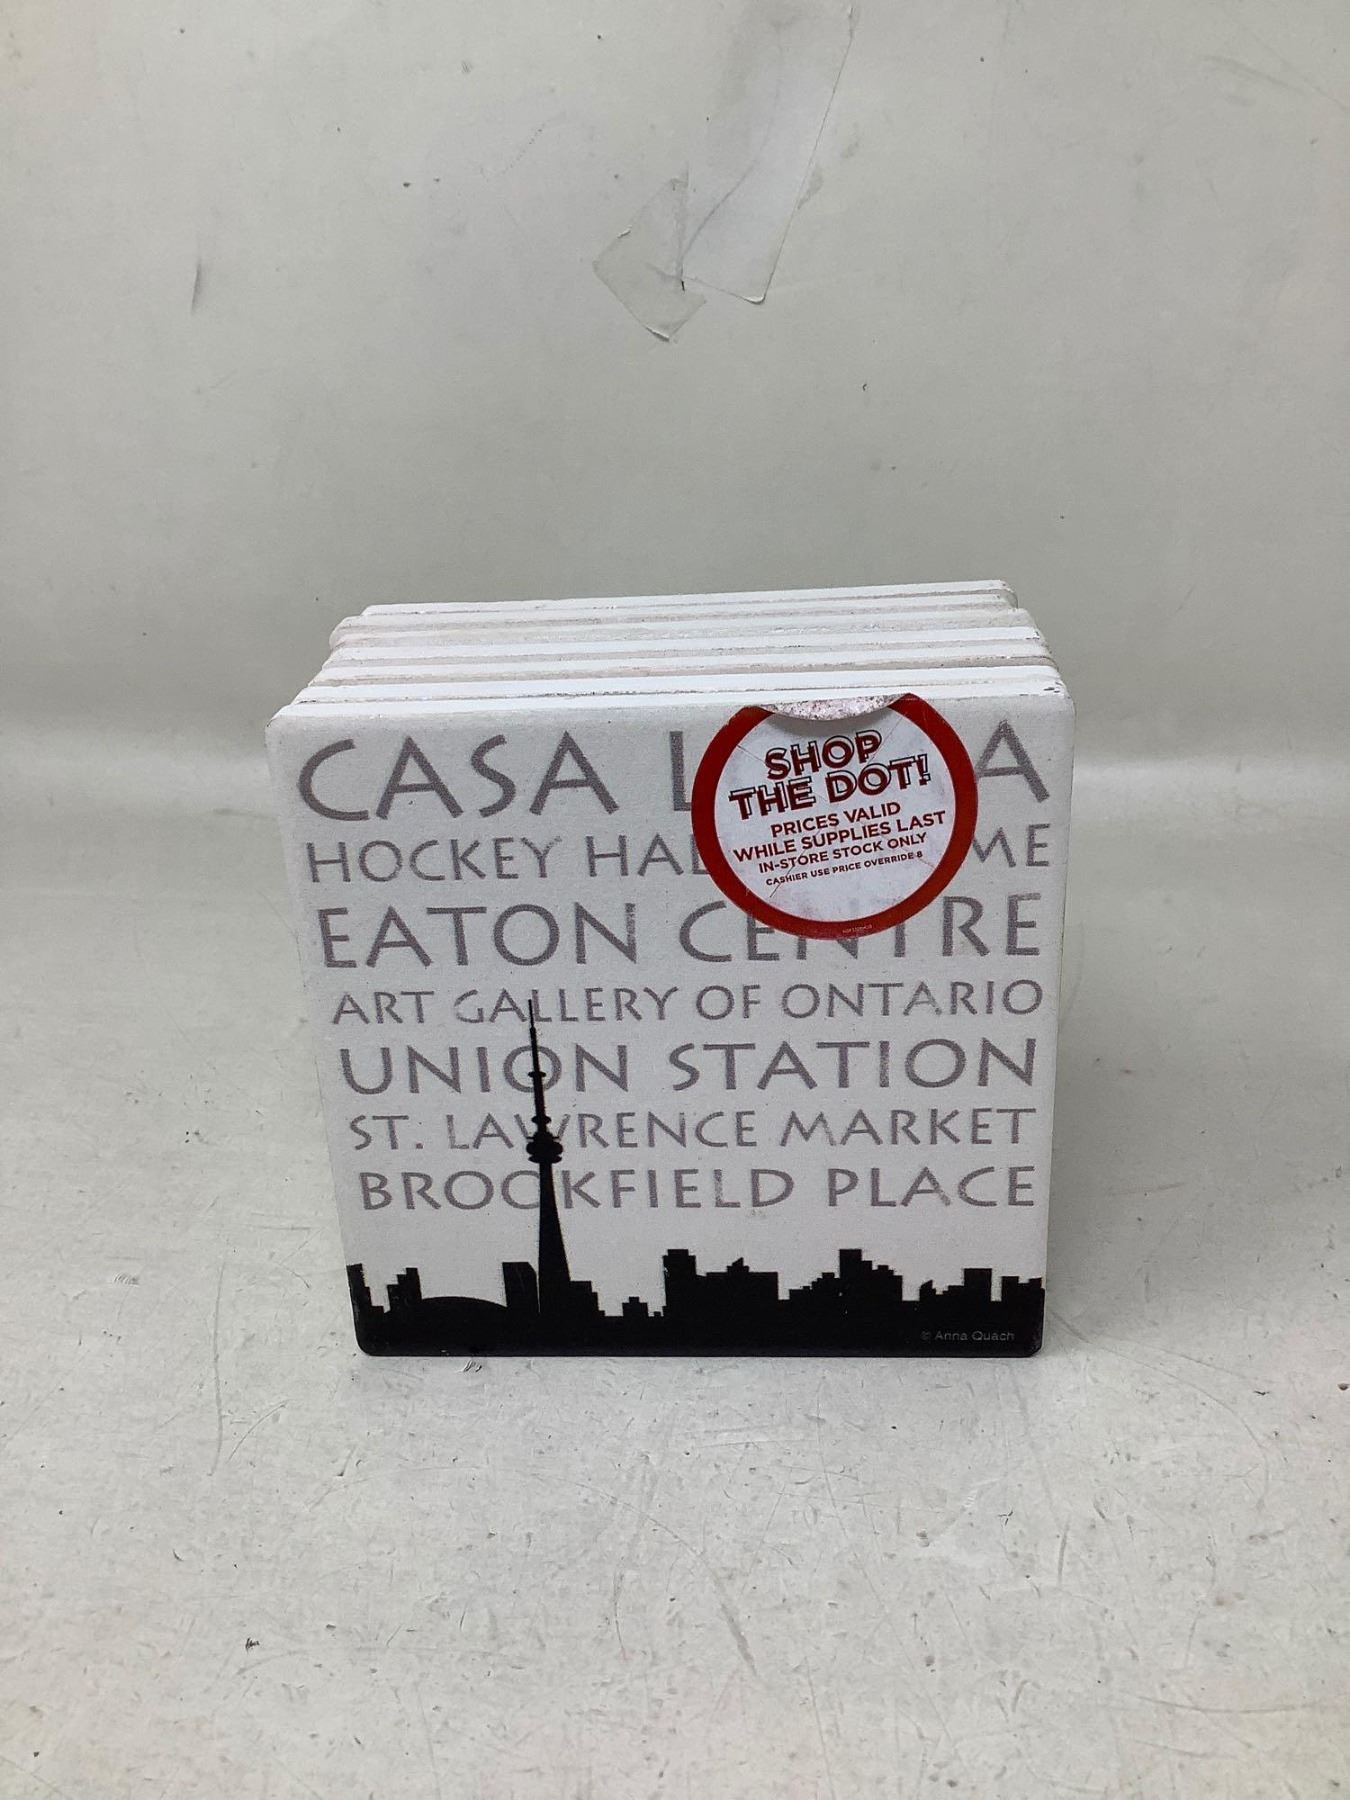 CASA L A
HOCKEY HAL ME
EATON CENTRE
ART GALLERY OF ONTARIO
UNION STATION
ST. LAWRENCE MARKET
BROOKFIELD PLACE
© Anna Quach
SHOP
THE DOT!
PRICES VALID
WHILE SUPPLIES LAST
IN-STORE STOCK ONLY
CASHIER USE PRICE OVERRIDE 8